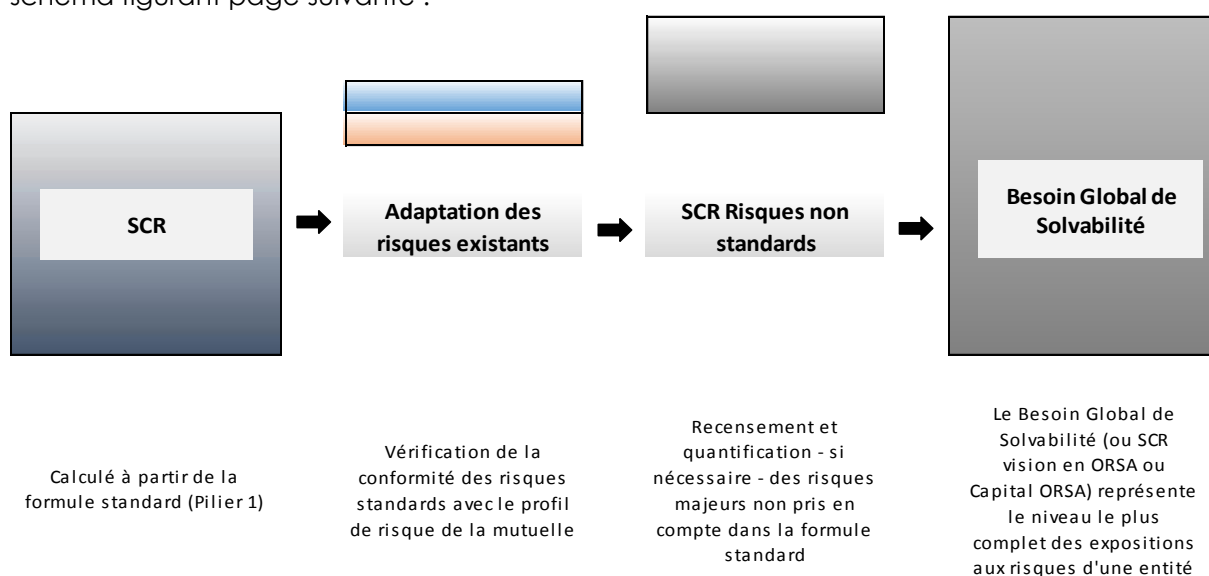 schéma figurant page suivante :
SCR
Adaptation des
risques existants
SCR Risques non
standards
Besoin Global de
Solvabilité
Calculé à partir de la
formule standard (Pilier 1)
Vérification de la
conformité des risques
standards avec le profil
de risque de la mutuelle
Recensement et
quantification - si
nécessaire - des risques
majeurs non pris en
compte dans la formule
standard
Le Besoin Global de
Solvabilité (ou SCR
vision en ORSA ou
Capital ORSA) représente
le niveau le plus
complet des expositions
aux risques d'une entité